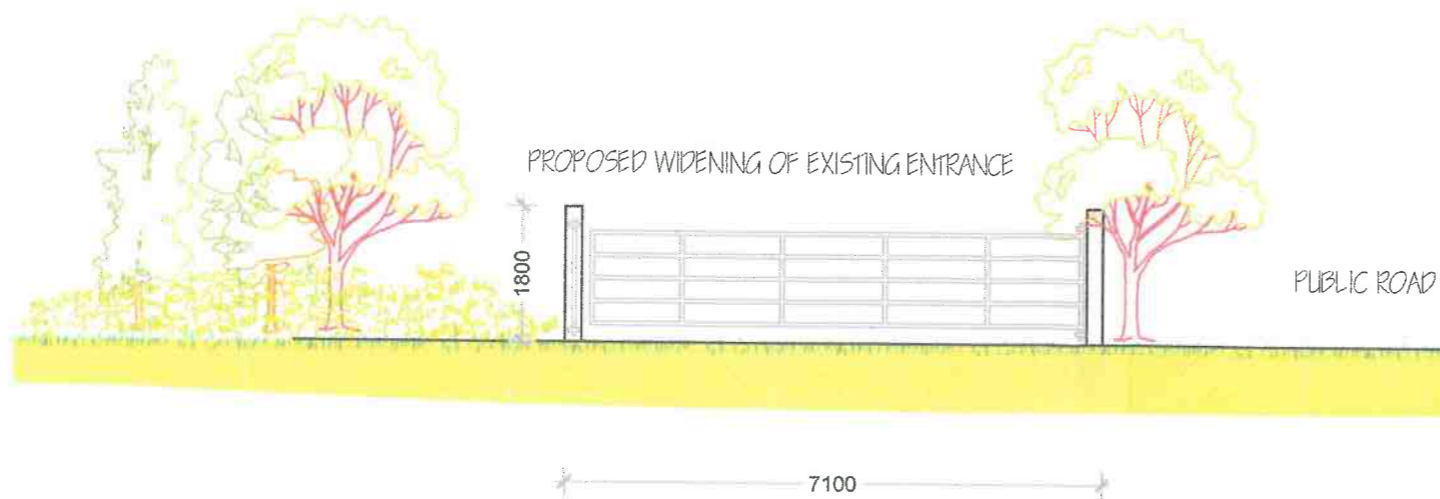 PROPOSED WIDENING OF EXISTING ENTRANCE
1800
PUBLIC ROAD
7100